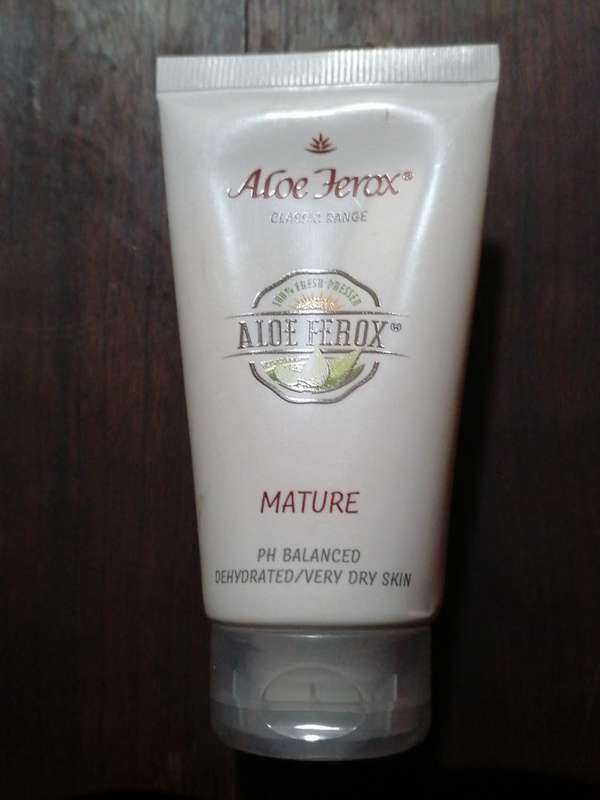 Aloe Ferox®
CLASSIC RANGE
100% FRESH-PRESSED
ALOE FEROX®
MATURE
PH BALANCED
DEHYDRATED/VERY DRY SKIN